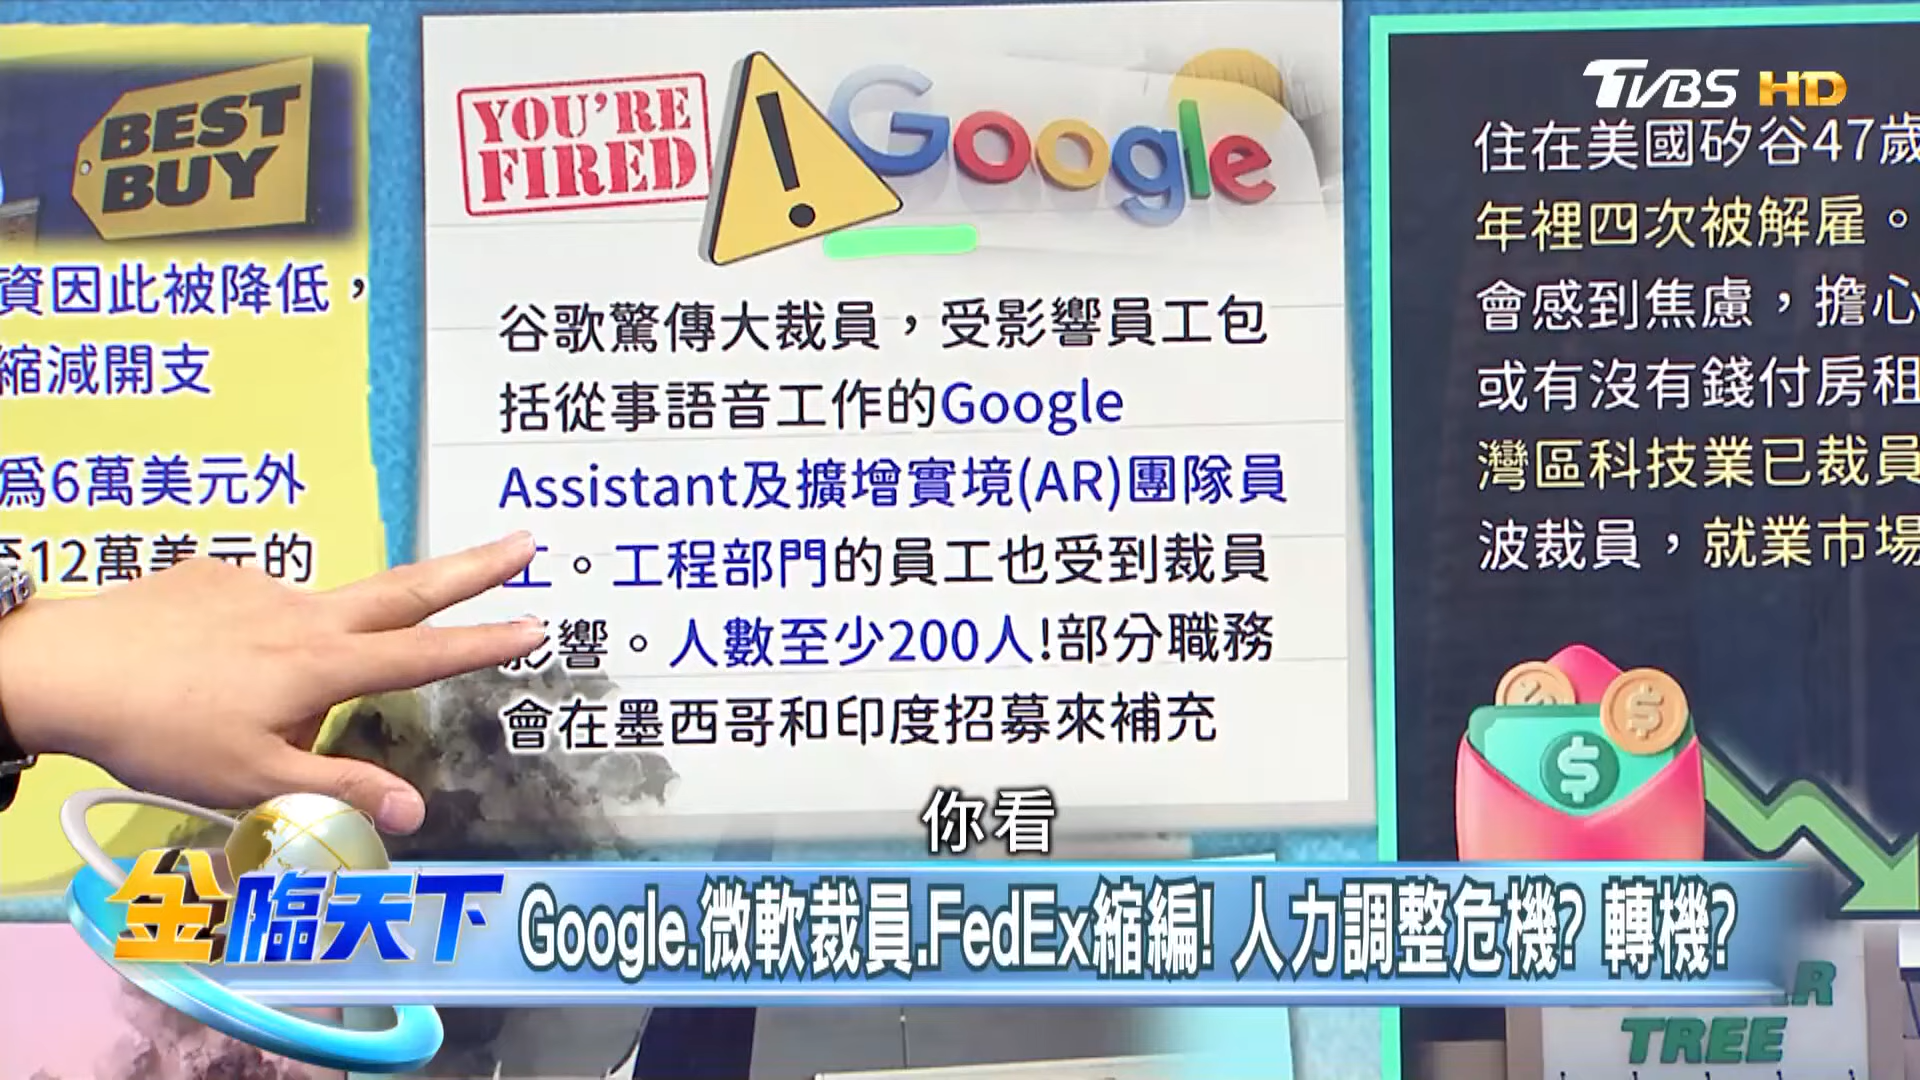 TVBS HD
BEST
BUY
資因此被降低，
縮減開支
為6萬美元外
至12萬美元的
YOU'RE
FIRED
!
Google
谷歌驚傳大裁員，受影響員工包
括從事語音工作的Google
Assistant及擴增實境(AR)團隊員
工。工程部門的員工也受到裁員
影響。人數至少200人!部分職務
會在墨西哥和印度招募來補充
住在美國矽谷47歲
年裡四次被解雇。
會感到焦慮，擔心
或有沒有錢付房租
灣區科技業已裁員
波裁員，就業市場
$
$
你看
金臨天下
Google.微軟裁員.FedEx縮編! 人力調整危機? 轉機?
TREE